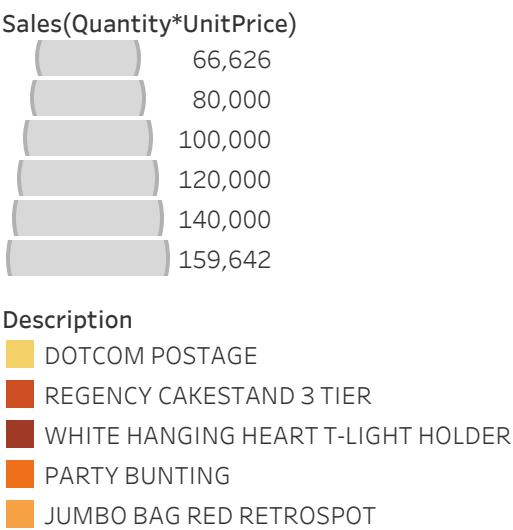 Sales(Quantity*UnitPrice)
66,626
80,000
100,000
120,000
140,000
159,642
Description
DOTCOM POSTAGE
REGENCY CAKESTAND 3 TIER
WHITE HANGING HEART T-LIGHT HOLDER
PARTY BUNTING
JUMBO BAG RED RETROSPOT